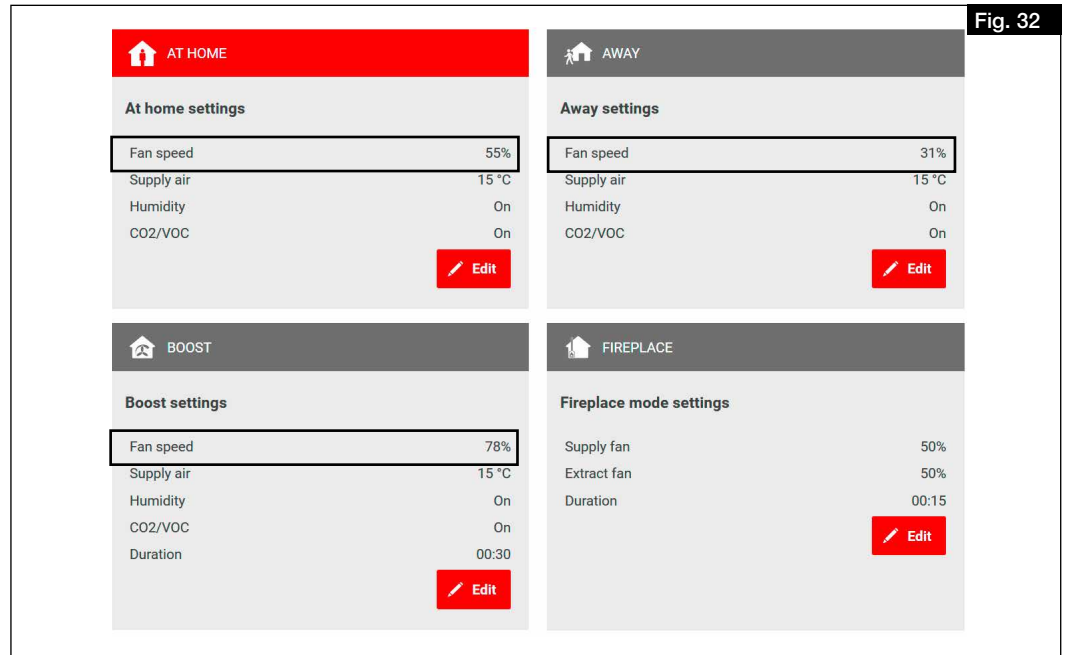 Fig. 32
AT HOME
At home settings
Fan speed 55%
Supply air 15 °C
Humidity On
CO2/VOC On
Edit
AWAY
Away settings
Fan speed 31%
Supply air 15 °C
Humidity On
CO2/VOC On
Edit
BOOST
Boost settings
Fan speed 78%
Supply air 15 °C
Humidity On
CO2/VOC On
Duration 00:30
Edit
FIREPLACE
Fireplace mode settings
Supply fan 50%
Extract fan 50%
Duration 00:15
Edit